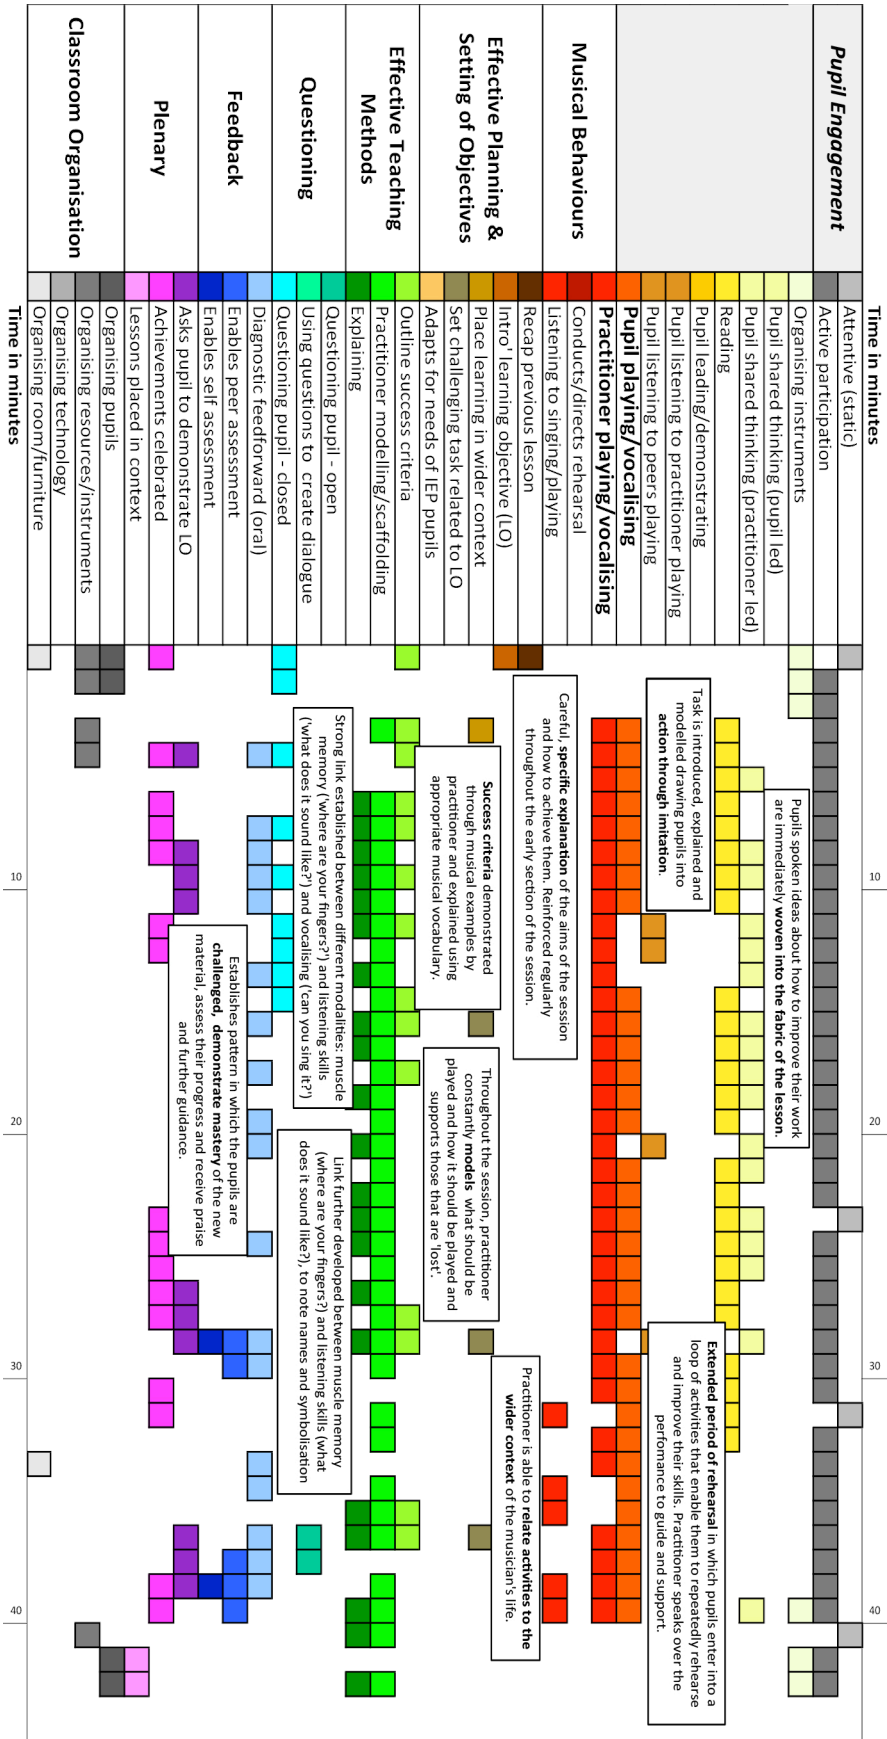 Time in minutes
10
20
30
40
Pupil Engagement
Attentive (static)
Active participation
Organising instruments
Pupil shared thinking (pupil led)
Pupil shared thinking (practitioner led)
Reading
Pupil leading/demonstrating
Pupil listening to practitioner playing
Pupil listening to peers playing
Pupil playing/vocalising
Pupils spoken ideas about how to improve their work
are immediately woven into the fabric of the lesson.
Task is introduced, explained and
modelled drawing pupils into
action through imitation.
Extended period of rehearsal in which pupils enter into a
loop of activities that enable them to repeatedly rehearse
and improve their skills. Practitioner speaks over the
perfomance to guide and support.
Musical Behaviours
Practitioner playing/vocalising
Conducts/directs rehearsal
Listening to singing/playing
Careful, specific explanation of the aims of the session
and how to achieve them. Reinforced regularly
throughout the early section of the session.
Practitioner is able to relate activities to the
wider context of the musician's life.
Effective Planning &
Setting of Objectives
Recap previous lesson
Intro' learning objective (LO)
Place learning in wider context
Set challenging task related to LO
Adapts for needs of IEP pupils
Success criteria demonstrated
through musical examples by
practitioner and explained using
appropriate musical vocabulary.
Throughout the session, practitioner
constantly models what should be
played and how it should be played and
supports those that are 'lost'.
Effective Teaching
Methods
Outline success criteria
Practitioner modelling/scaffolding
Explaining
Questioning
Questioning pupil - open
Using questions to create dialogue
Questioning pupil - closed
Strong link established between different modalities: muscle
memory ('where are your fingers?') and listening skills
('what does it sound like?') and vocalising ('can you sing it?')
Link further developed between muscle memory
(where are your fingers?) and listening skills (what
does it sound like?), to note names and symbolisation
Feedback
Diagnostic feedforward (oral)
Enables peer assessment
Enables self assessment
Establishes pattern in which the pupils are
challenged, demonstrate mastery of the new
material, assess their progress and receive praise
and further guidance.
Plenary
Asks pupil to demonstrate LO
Achievements celebrated
lessons placed in context
Classroom Organisation
Organising pupils
Organising resources/instruments
Organising technology
Organising room/furniture
Time in minutes
10
20
30
40